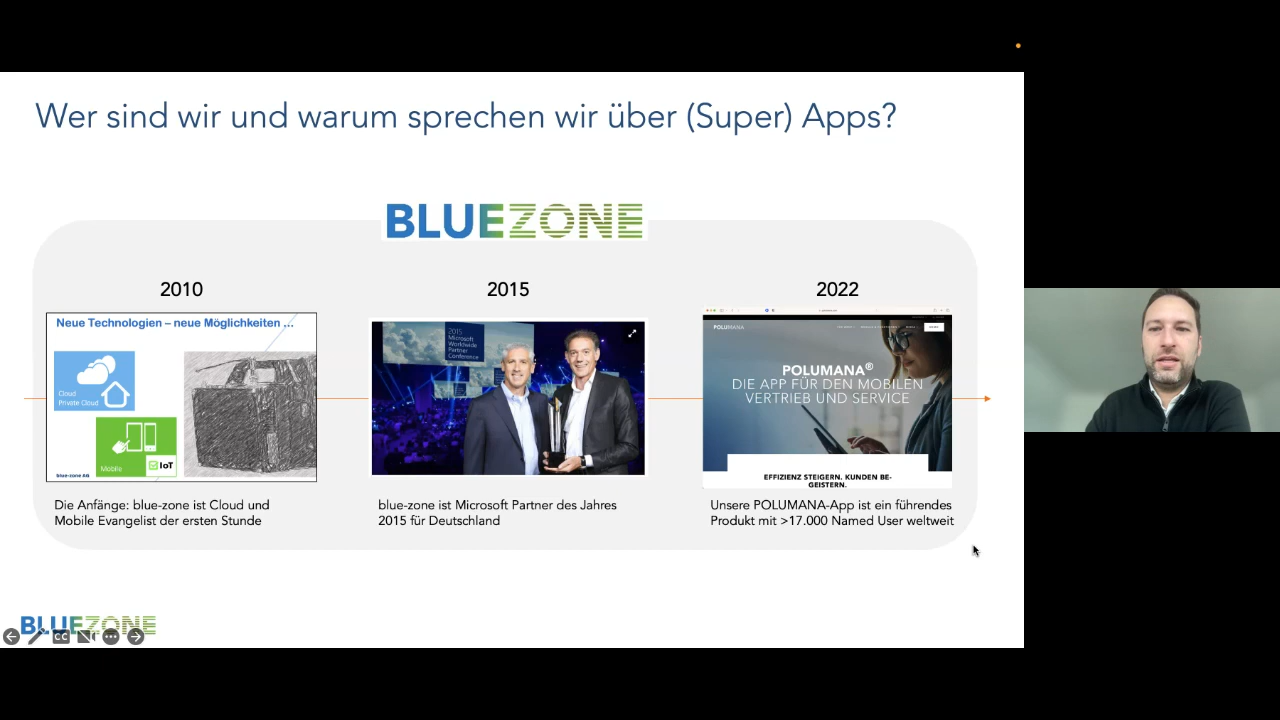 Wer sind wir und warum sprechen wir über (Super) Apps?
BLUEZONE
2010
2015
2022
Neue Technologien – neue Möglichkeiten ...
Cloud
Private Cloud
Mobile
IoT
blue-zone AG
2015
Microsoft
Worldwide
Partner
Conference
POLUMANA
POLUMANA®
DIE APP FÜR DEN MOBILEN
VERTRIEB UND SERVICE
EFFIZIENZ STEIGERN. KUNDEN BE-
GEISTERN.
Die Anfänge: blue-zone ist Cloud und
Mobile Evangelist der ersten Stunde
blue-zone ist Microsoft Partner des Jahres
2015 für Deutschland
Unsere POLUMANA-App ist ein führendes
Produkt mit >17.000 Named User weltweit
BLUEZONE
CC